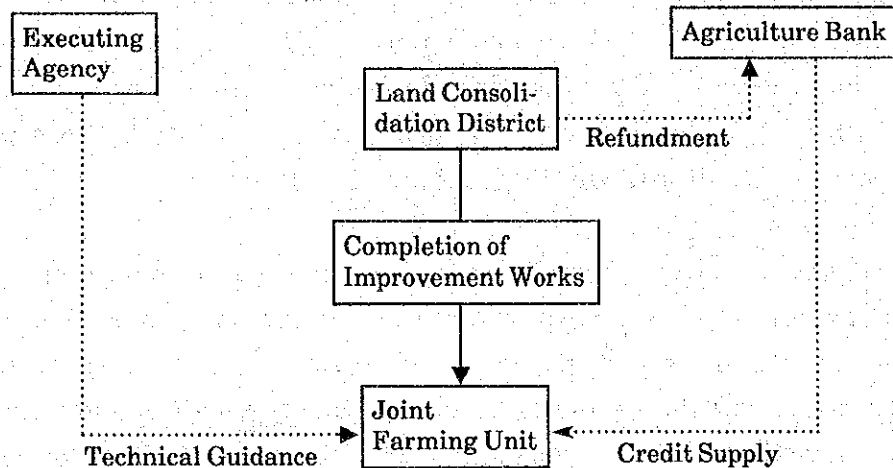 Executing
Agency
Agriculture Bank
Land Consoli-
dation District
Refundment
Completion of
Improvement Works
Joint
Farming Unit
Technical Guidance
Credit Supply